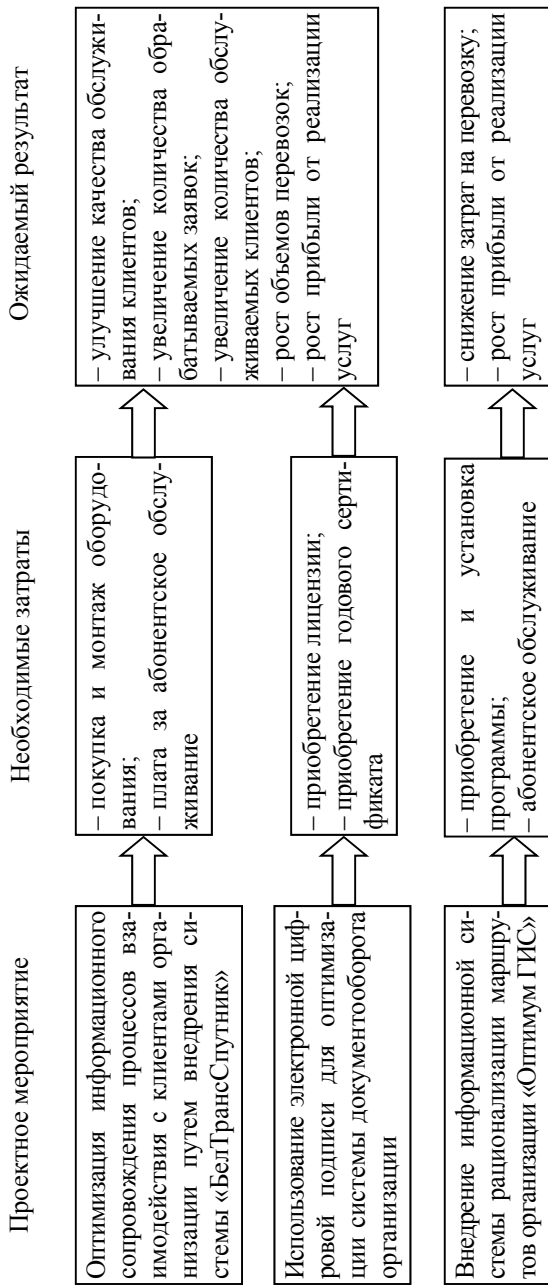 Проектное мероприятие
Необходимые затраты
Ожидаемый результат
Оптимизация информационного
сопровождения процессов вза-
имодействия с клиентами орга-
низации путем внедрения си-
стемы «БелТрансСпутник»
– покупка и монтаж оборудо-
вания;
– плата за абонентское обслу-
живание
– улучшение качества обслужи-
вания клиентов;
– увеличение количества обра-
батываемых заявок;
– увеличение количества обслу-
живаемых клиентов;
– рост объемов перевозок;
– рост прибыли от реализации
услуг
Использование электронной циф-
ровой подписи для оптимиза-
ции системы документооборота
организации
– приобретение лицензии;
– приобретение годового серти-
фиката
Внедрение информационной си-
стемы рационализации маршру-
тов организации «Оптимум ГИС»
– приобретение и установка
программы;
– абонентское обслуживание
– снижение затрат на перевозку;
– рост прибыли от реализации
услуг